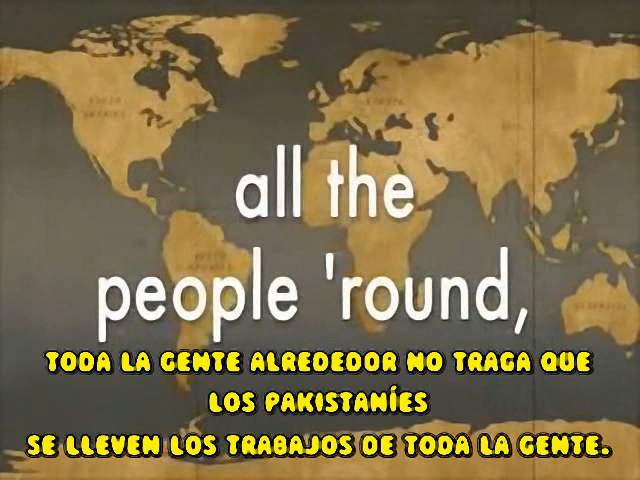 all the
people 'round,
TODA LA GENTE ALREDEDOR NO TRAGA QUE
LOS PAKISTANÍES
SE LLEVEN LOS TRABAJOS DE TODA LA GENTE.